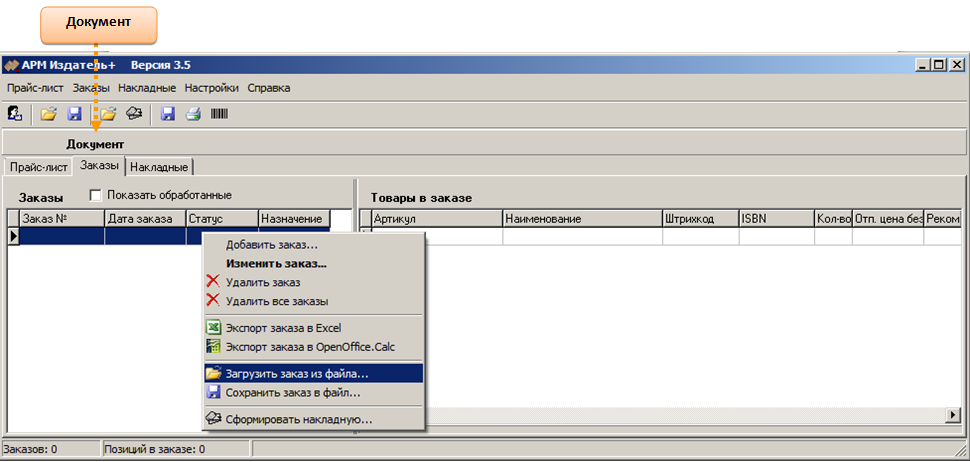 Документ
АРМ Издатель+ Версия 3.5
Прайс-лист Заказы Накладные Настройки Справка
Документ
Прайс-лист Заказы Накладные
Заказы Показать обработанные Товары в заказе
Заказ № Дата заказа Статус Назначение Артикул Наименование Штрихкод ISBN Кол-во Отп. цена без Реком
Добавить заказ...
Изменить заказ...
Удалить заказ
Удалить все заказы
Экспорт заказа в Excel
Экспорт заказа в OpenOffice.Calc
Загрузить заказ из файла...
Сохранить заказ в файл...
Сформировать накладную...
Заказов: 0 Позиций в заказе: 0